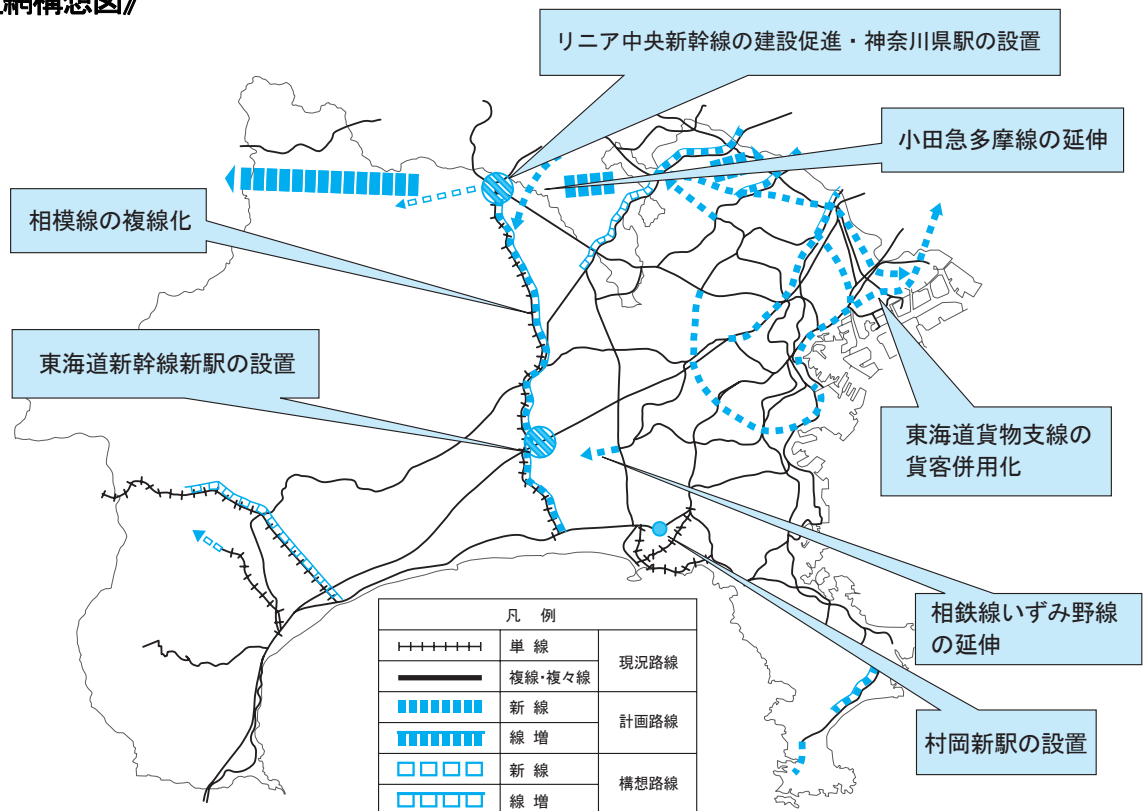 網構想図》
リニア中央新幹線の建設促進・神奈川県駅の設置
小田急多摩線の延伸
相模線の複線化
東海道新幹線新駅の設置
東海道貨物支線の
貨客併用化
相鉄線いずみ野線
の延伸
村岡新駅の設置
凡 例
単 線
現況路線
複線・複々線
新 線
計画路線
線 増
新 線
構想路線
線 増